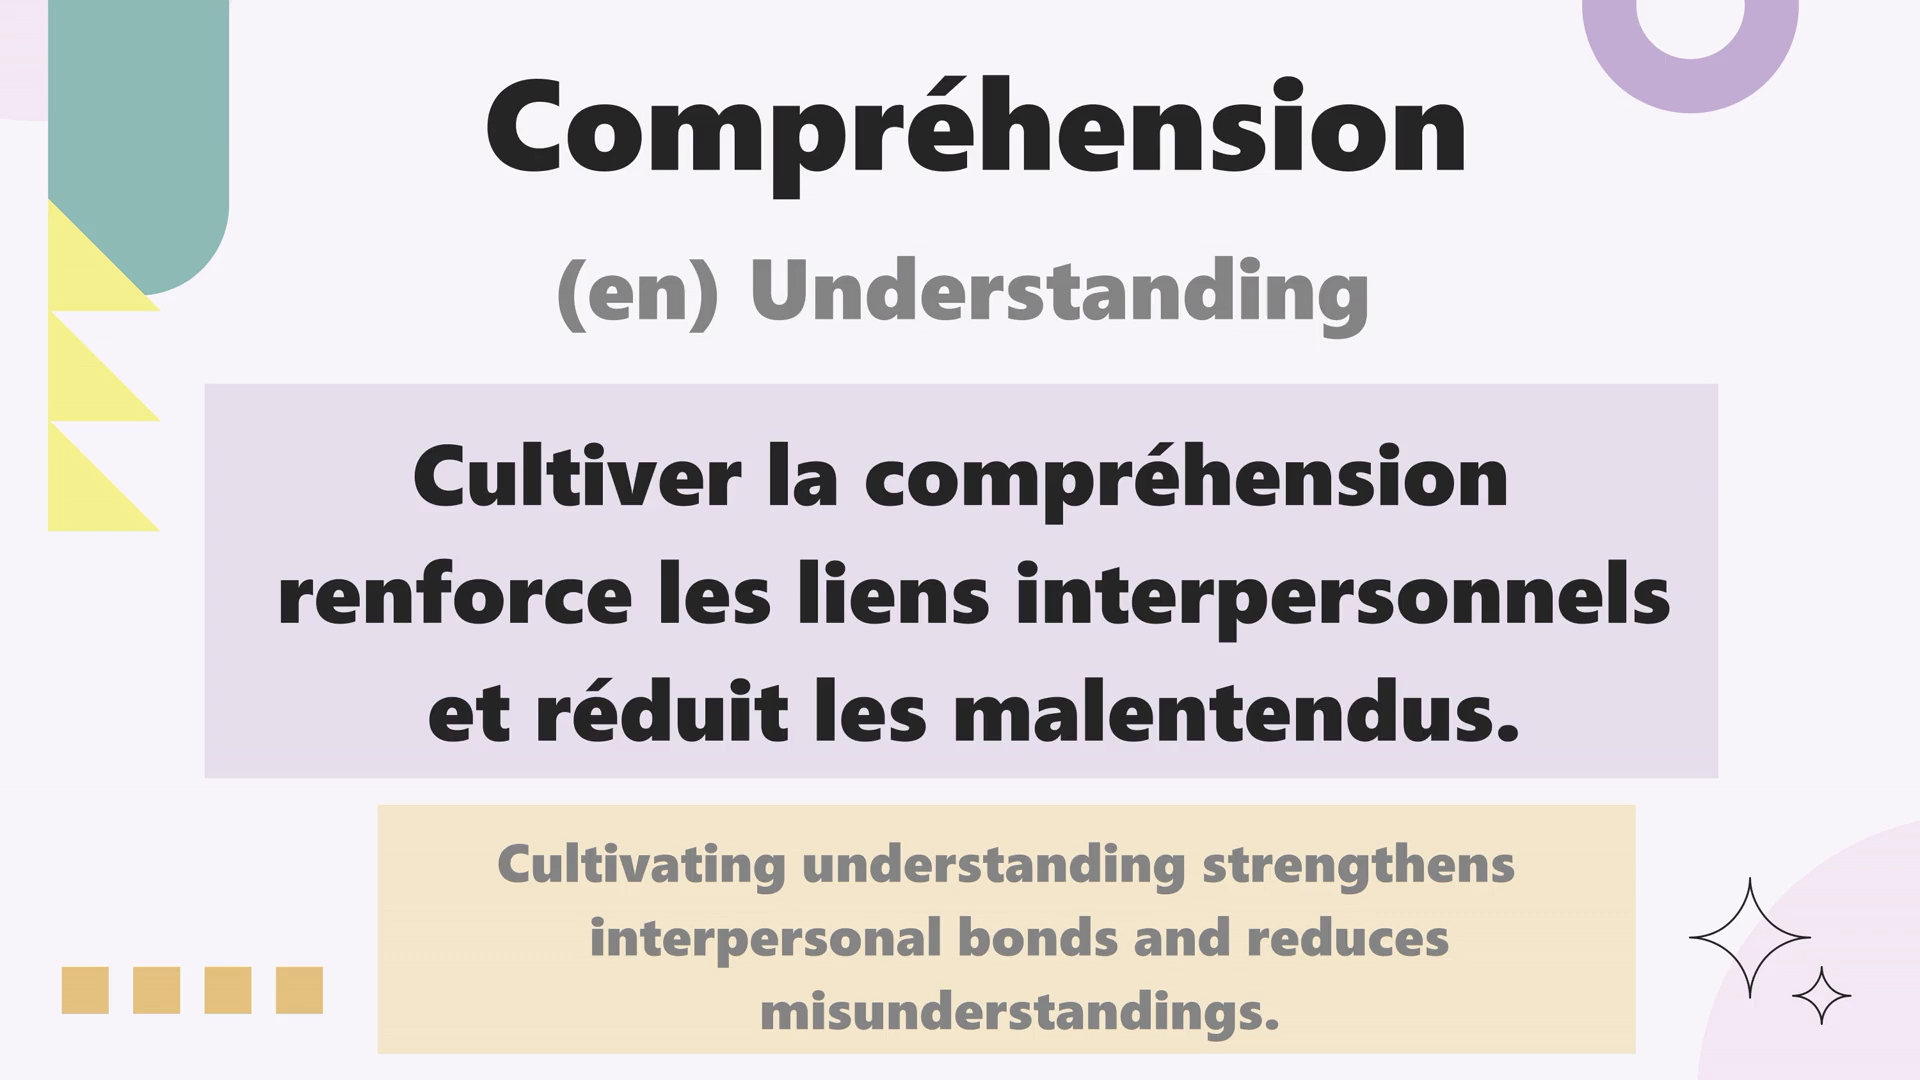 Compréhension
(en) Understanding
Cultiver la compréhension
renforce les liens interpersonnels
et réduit les malentendus.
Cultivating understanding strengthens
interpersonal bonds and reduces
misunderstandings.